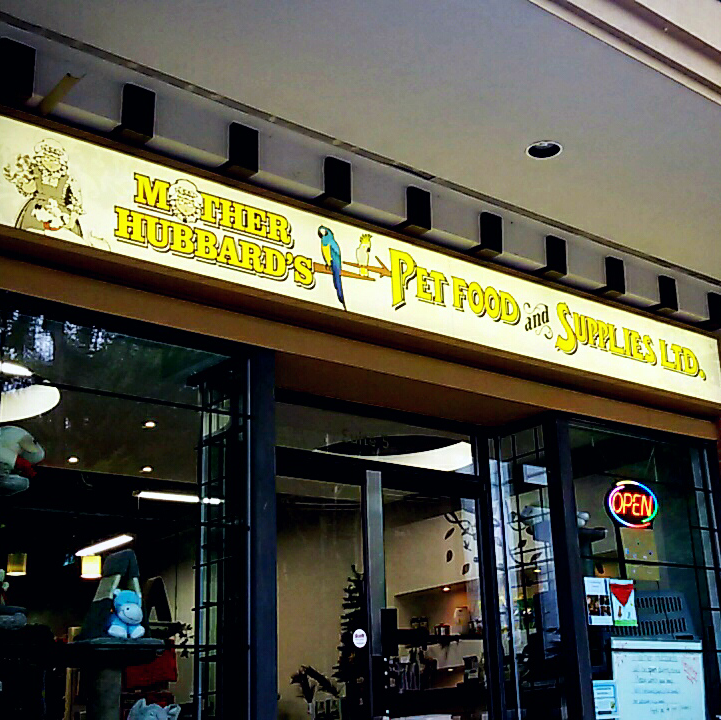 MOTHER
HUBBARD'S
PET FOOD and SUPPLIES LTD.
OPEN